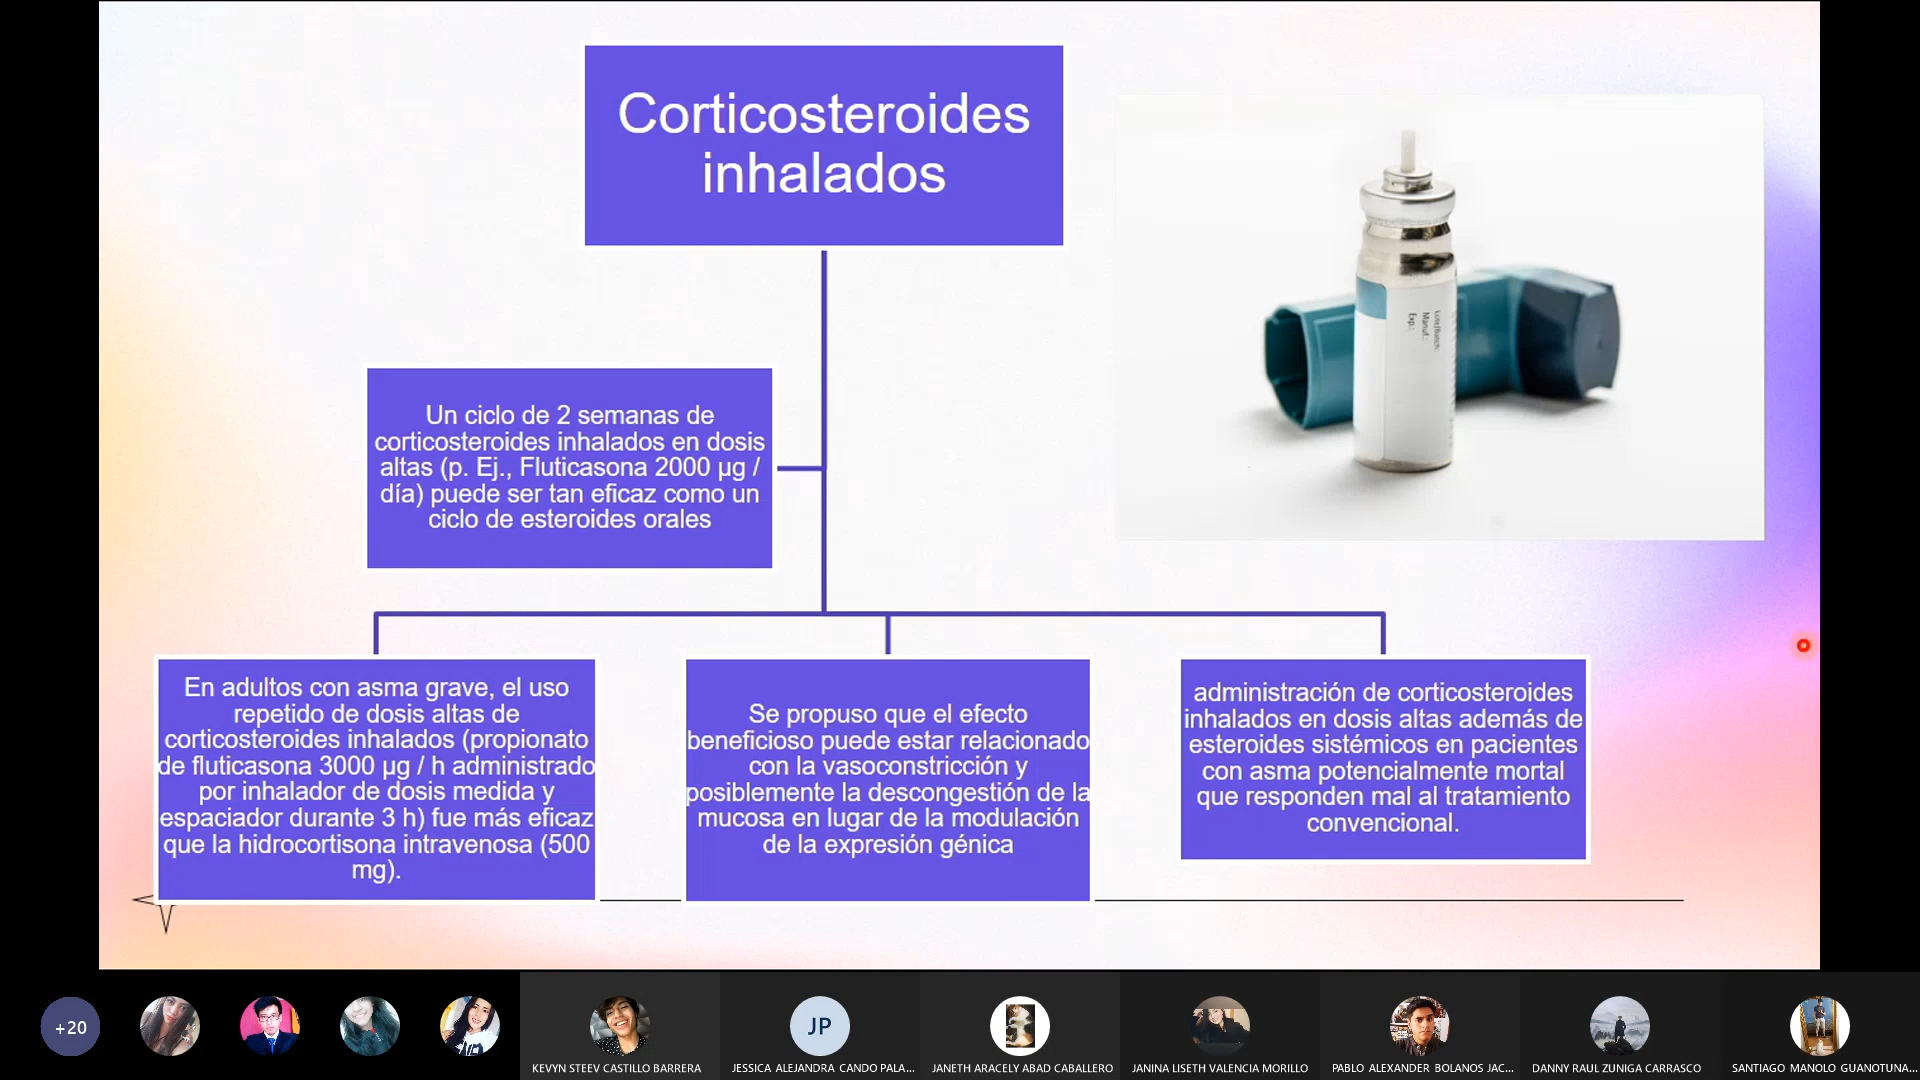 Corticosteroides
inhalados
Lote/Batch:
Manuf.:
Exp.:
Un ciclo de 2 semanas de
corticosteroides inhalados en dosis
altas (p. Ej., Fluticasona 2000 µg /
día) puede ser tan eficaz como un
ciclo de esteroides orales
En adultos con asma grave, el uso
repetido de dosis altas de
corticosteroides inhalados (propionato
de fluticasona 3000 µg / h administrado
por inhalador de dosis medida y
espaciador durante 3 h) fue más eficaz
que la hidrocortisona intravenosa (500
mg).
Se propuso que el efecto
beneficioso puede estar relacionado
con la vasoconstricción y
posiblemente la descongestión de la
mucosa en lugar de la modulación
de la expresión génica
administración de corticosteroides
inhalados en dosis altas además de
esteroides sistémicos en pacientes
con asma potencialmente mortal
que responden mal al tratamiento
convencional.
+20
JP
KEVYN STEEV CASTILLO BARRERA
JESSICA ALEJANDRA CANDO PALA...
JANETH ARACELY ABAD CABALLERO
JANINA LISETH VALENCIA MORILLO
PABLO ALEXANDER BOLANOS JAC...
DANNY RAUL ZUNIGA CARRASCO
SANTIAGO MANOLO GUANOTUNA...